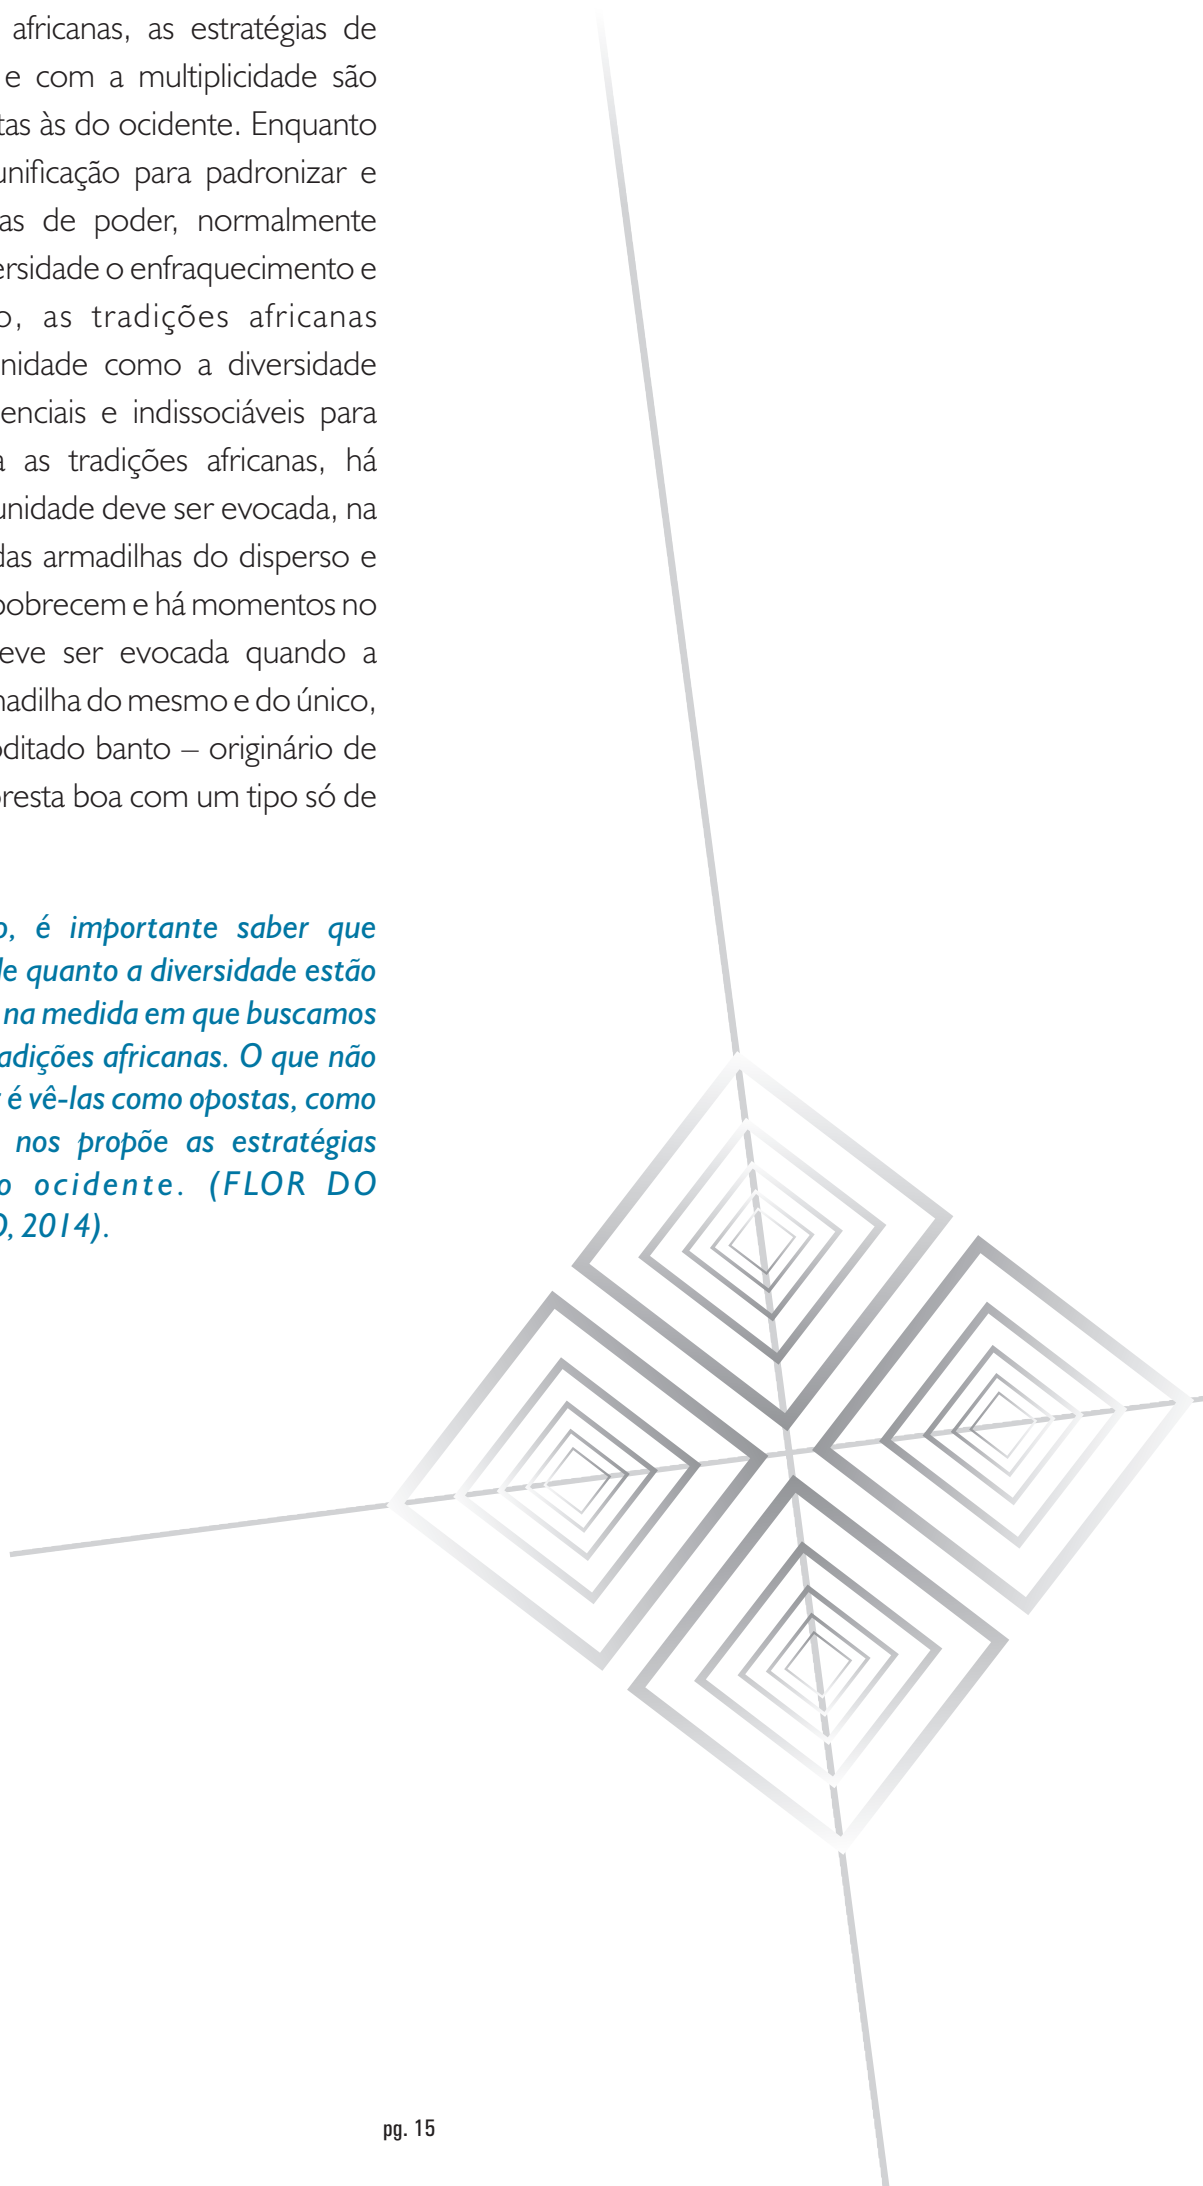 africanas, as estratégias de
e com a multiplicidade são
tas às do ocidente. Enquanto
unificação para padronizar e
as de poder, normalmente
ersidade o enfraquecimento e
o, as tradições africanas
nidade como a diversidade
enciais e indissociáveis para
a as tradições africanas, há
unidade deve ser evocada, na
das armadilhas do disperso e
pobrecem e há momentos no
eve ser evocada quando a
madilha do mesmo e do único,
oditado banto – originário de
oresta boa com um tipo só de
o, é importante saber que
de quanto a diversidade estão
na medida em que buscamos
radições africanas. O que não
r é vê-las como opostas, como
nos propõe as estratégias
o ocidente. (FLOR DO
O, 2014).
pg. 15